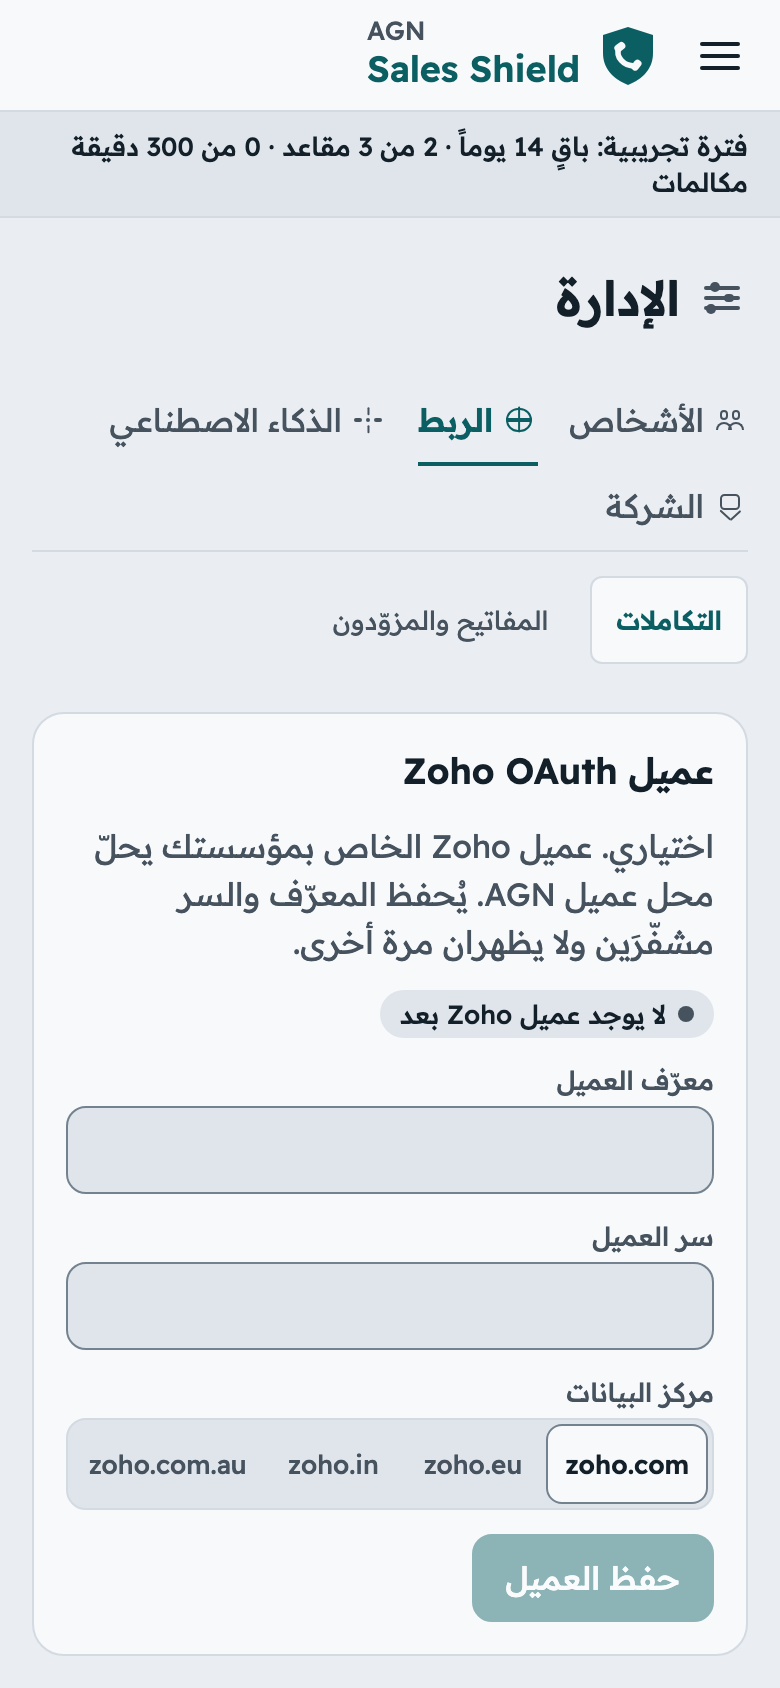 AGN
Sales Shield
فترة تجريبية: باقٍ 14 يوماً · 2 من 3 مقاعد · 0 من 300 دقيقة
مكالمات
الإدارة
الأشخاص
الربط
الذكاء الاصطناعي
الشركة
التكاملات
المفاتيح والمزوّدون
عميل Zoho OAuth
اختياري. عميل Zoho الخاص بمؤسستك يحلّ
محل عميل AGN. يُحفظ المعرّف والسر
مشفّرَين ولا يظهران مرة أخرى.
لا يوجد عميل Zoho بعد
معرّف العميل
سر العميل
مركز البيانات
zoho.com
zoho.eu
zoho.in
zoho.com.au
حفظ العميل